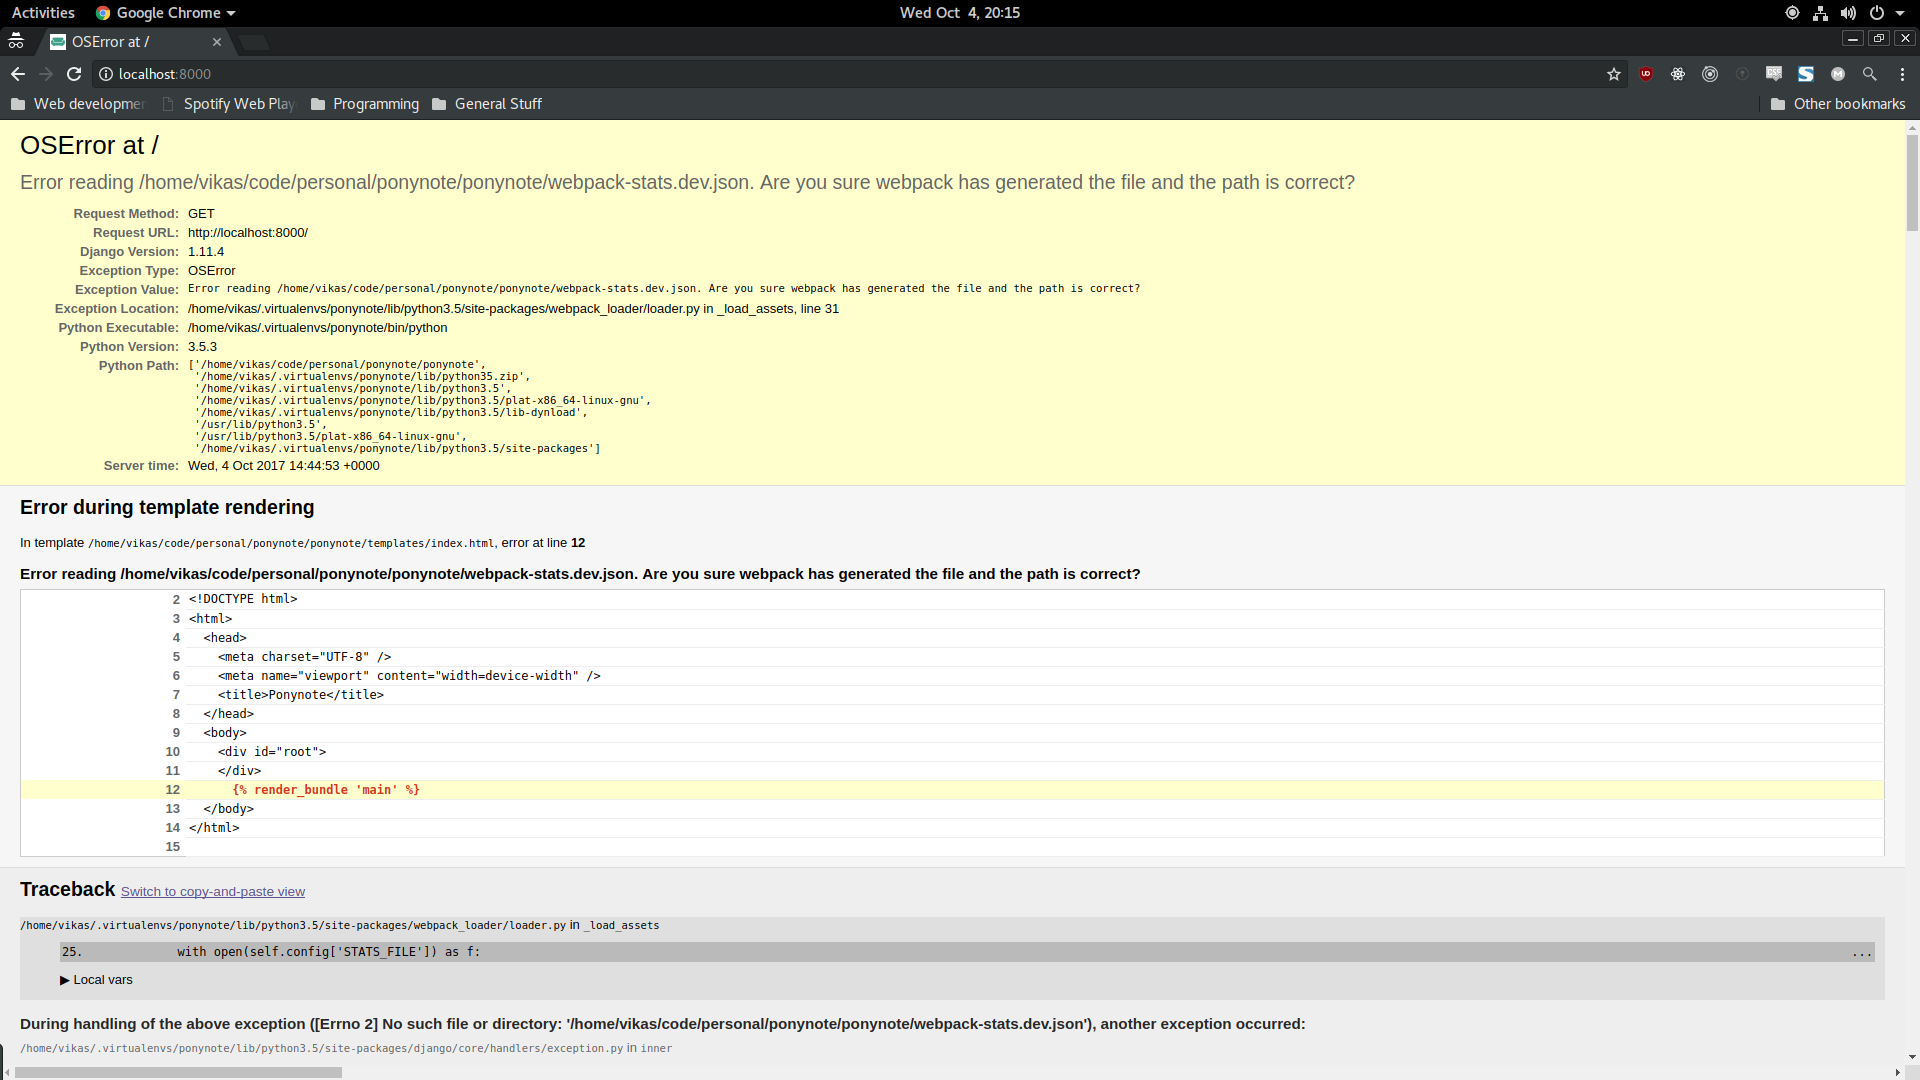 Activities Google Chrome Wed Oct 4, 20:15
OSError at /
localhost:8000
Web developmen Spotify Web Play Programming General Stuff Other bookmarks
OSError at /
Error reading /home/vikas/code/personal/ponynote/ponynote/webpack-stats.dev.json. Are you sure webpack has generated the file and the path is correct?
Request Method: GET
Request URL: http://localhost:8000/
Django Version: 1.11.4
Exception Type: OSError
Exception Value: Error reading /home/vikas/code/personal/ponynote/ponynote/webpack-stats.dev.json. Are you sure webpack has generated the file and the path is correct?
Exception Location: /home/vikas/.virtualenvs/ponynote/lib/python3.5/site-packages/webpack_loader/loader.py in _load_assets, line 31
Python Executable: /home/vikas/.virtualenvs/ponynote/bin/python
Python Version: 3.5.3
Python Path: ['/home/vikas/code/personal/ponynote/ponynote',
'/home/vikas/.virtualenvs/ponynote/lib/python35.zip',
'/home/vikas/.virtualenvs/ponynote/lib/python3.5',
'/home/vikas/.virtualenvs/ponynote/lib/python3.5/plat-x86_64-linux-gnu',
'/home/vikas/.virtualenvs/ponynote/lib/python3.5/lib-dynload',
'/usr/lib/python3.5',
'/usr/lib/python3.5/plat-x86_64-linux-gnu',
'/home/vikas/.virtualenvs/ponynote/lib/python3.5/site-packages']
Server time: Wed, 4 Oct 2017 14:44:53 +0000
Error during template rendering
In template /home/vikas/code/personal/ponynote/ponynote/templates/index.html, error at line 12
Error reading /home/vikas/code/personal/ponynote/ponynote/webpack-stats.dev.json. Are you sure webpack has generated the file and the path is correct?
2 <!DOCTYPE html>
3 <html>
4 <head>
5 <meta charset="UTF-8" />
6 <meta name="viewport" content="width=device-width" />
7 <title>Ponynote</title>
8 </head>
9 <body>
10 <div id="root">
11 </div>
12 {% render_bundle 'main' %}
13 </body>
14 </html>
15
Traceback Switch to copy-and-paste view
/home/vikas/.virtualenvs/ponynote/lib/python3.5/site-packages/webpack_loader/loader.py in _load_assets
25. with open(self.config['STATS_FILE']) as f: ...
▶ Local vars
During handling of the above exception ([Errno 2] No such file or directory: '/home/vikas/code/personal/ponynote/ponynote/webpack-stats.dev.json'), another exception occurred:
/home/vikas/.virtualenvs/ponynote/lib/python3.5/site-packages/django/core/handlers/exception.py in inner